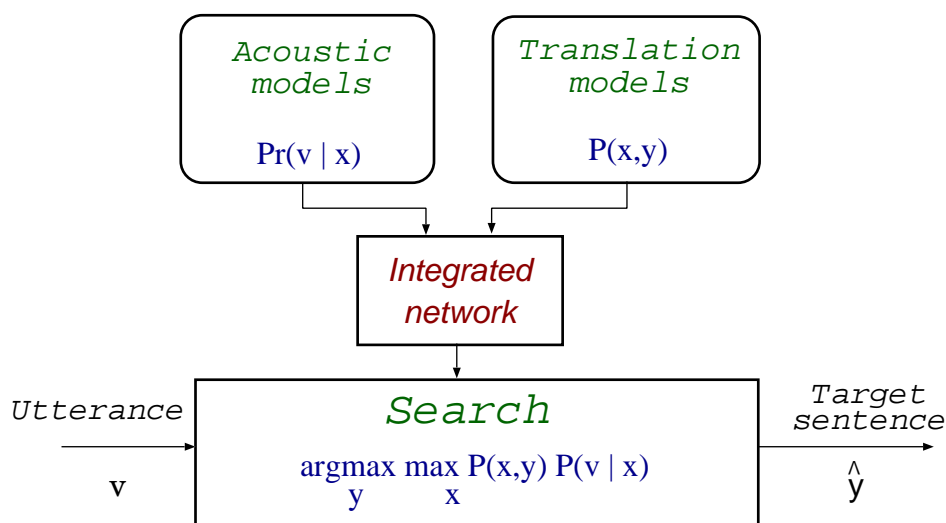 Acoustic
models
Pr(v | x)
Translation
models
P(x,y)
Integrated
network
Utterance
v
Search
argmax max P(x,y) P(v | x)
y x
Target
sentence
ŷ